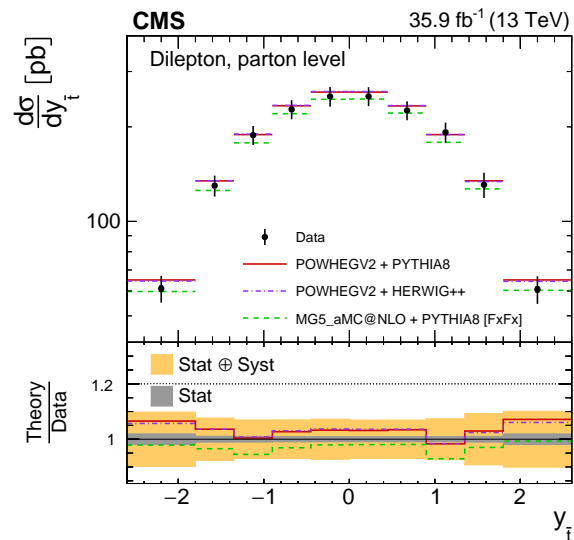 CMS 35.9 fb⁻¹ (13 TeV)
Dilepton, parton level
dσ/dy_t [pb]
200
100
Data
POWHEGV2 + PYTHIA8
POWHEGV2 + HERWIG++
MG5_aMC@NLO + PYTHIA8 [FxFx]
Stat ⊕ Syst
Stat
Theory/Data
1.2
1
−2 −1 0 1 2
y_t̄